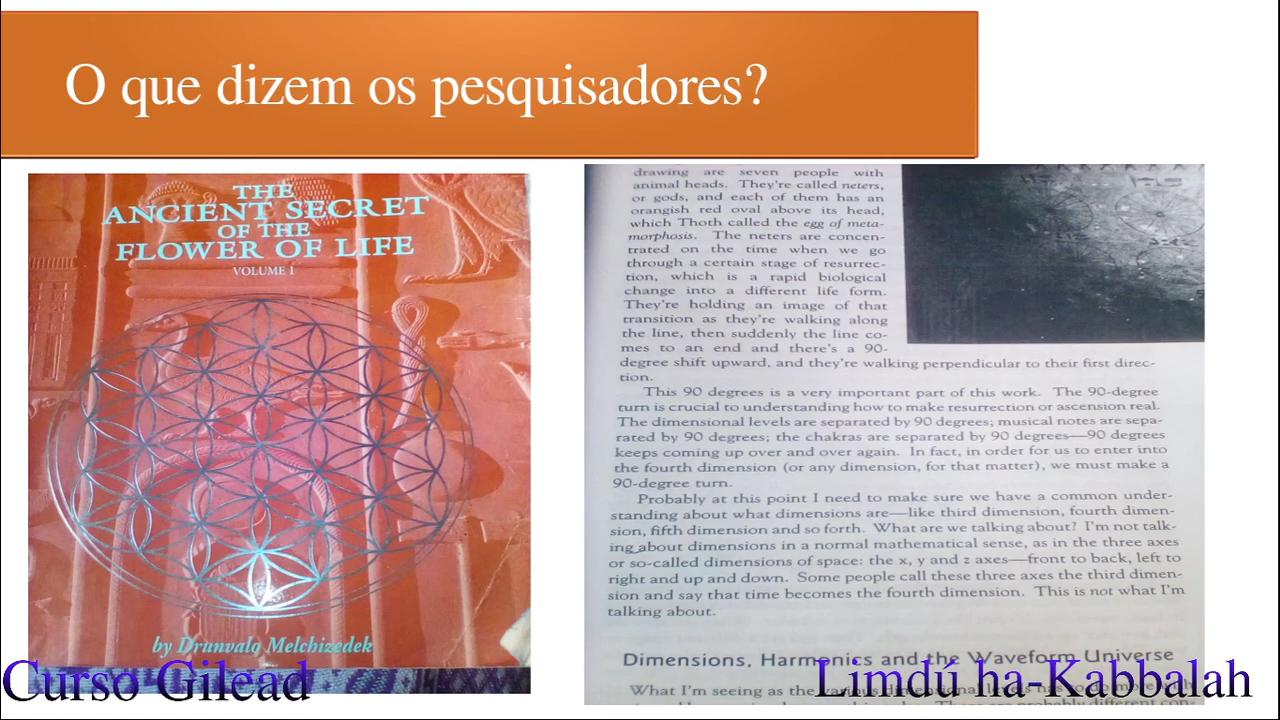 O que dizem os pesquisadores?
THE
ANCIENT SECRET
OF THE
FLOWER OF LIFE
VOLUME I
by Drunvalo Melchizedek
Curso Gilead
drawing are seven people with
animal heads. They're called neters,
or gods, and each of them has an
orangish red oval above its head,
which Thoth called the egg of meta-
morphosis. The neters are concen-
trated on the time when we go
through a certain stage of resurrec-
tion, which is a rapid biological
change into a different life form.
They're holding an image of that
transition as they're walking along
the line, then suddenly the line co-
mes to an end and there's a 90-
degree shift upward, and they're walking perpendicular to their first direc-
tion.
This 90 degrees is a very important part of this work. The 90-degree
turn is crucial to understanding how to make resurrection or ascension real.
The dimensional levels are separated by 90 degrees; musical notes are sepa-
rated by 90 degrees; the chakras are separated by 90 degrees—90 degrees
keeps coming up over and over again. In fact, in order for us to enter into
the fourth dimension (or any dimension, for that matter), we must make a
90-degree turn.
Probably at this point I need to make sure we have a common under-
standing about what dimensions are—like third dimension, fourth dimen-
sion, fifth dimension and so forth. What are we talking about? I'm not talk-
ing about dimensions in a normal mathematical sense, as in the three axes
or so-called dimensions of space: the x, y and z axes—front to back, left to
right and up and down. Some people call these three axes the third dimen-
sion and say that time becomes the fourth dimension. This is not what I'm
talking about.
Dimensions, Harmonics and the Waveform Universe
What I'm seeing as the various dimensional levels has
Limdú ha-Kabbalah